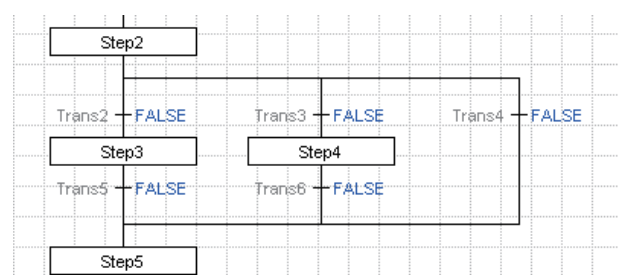 Step2
Trans2 FALSE Trans3 FALSE Trans4 FALSE
Step3 Step4
Trans5 FALSE Trans6 FALSE
Step5